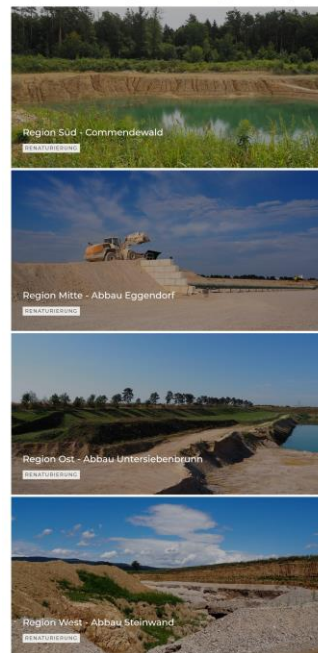 Region Süd - Commendewald
RENATURIERUNG
Region Mitte - Abbau Eggendorf
RENATURIERUNG
Region Ost - Abbau Untersiebenbrunn
RENATURIERUNG
Region West - Abbau Steinwand
RENATURIERUNG